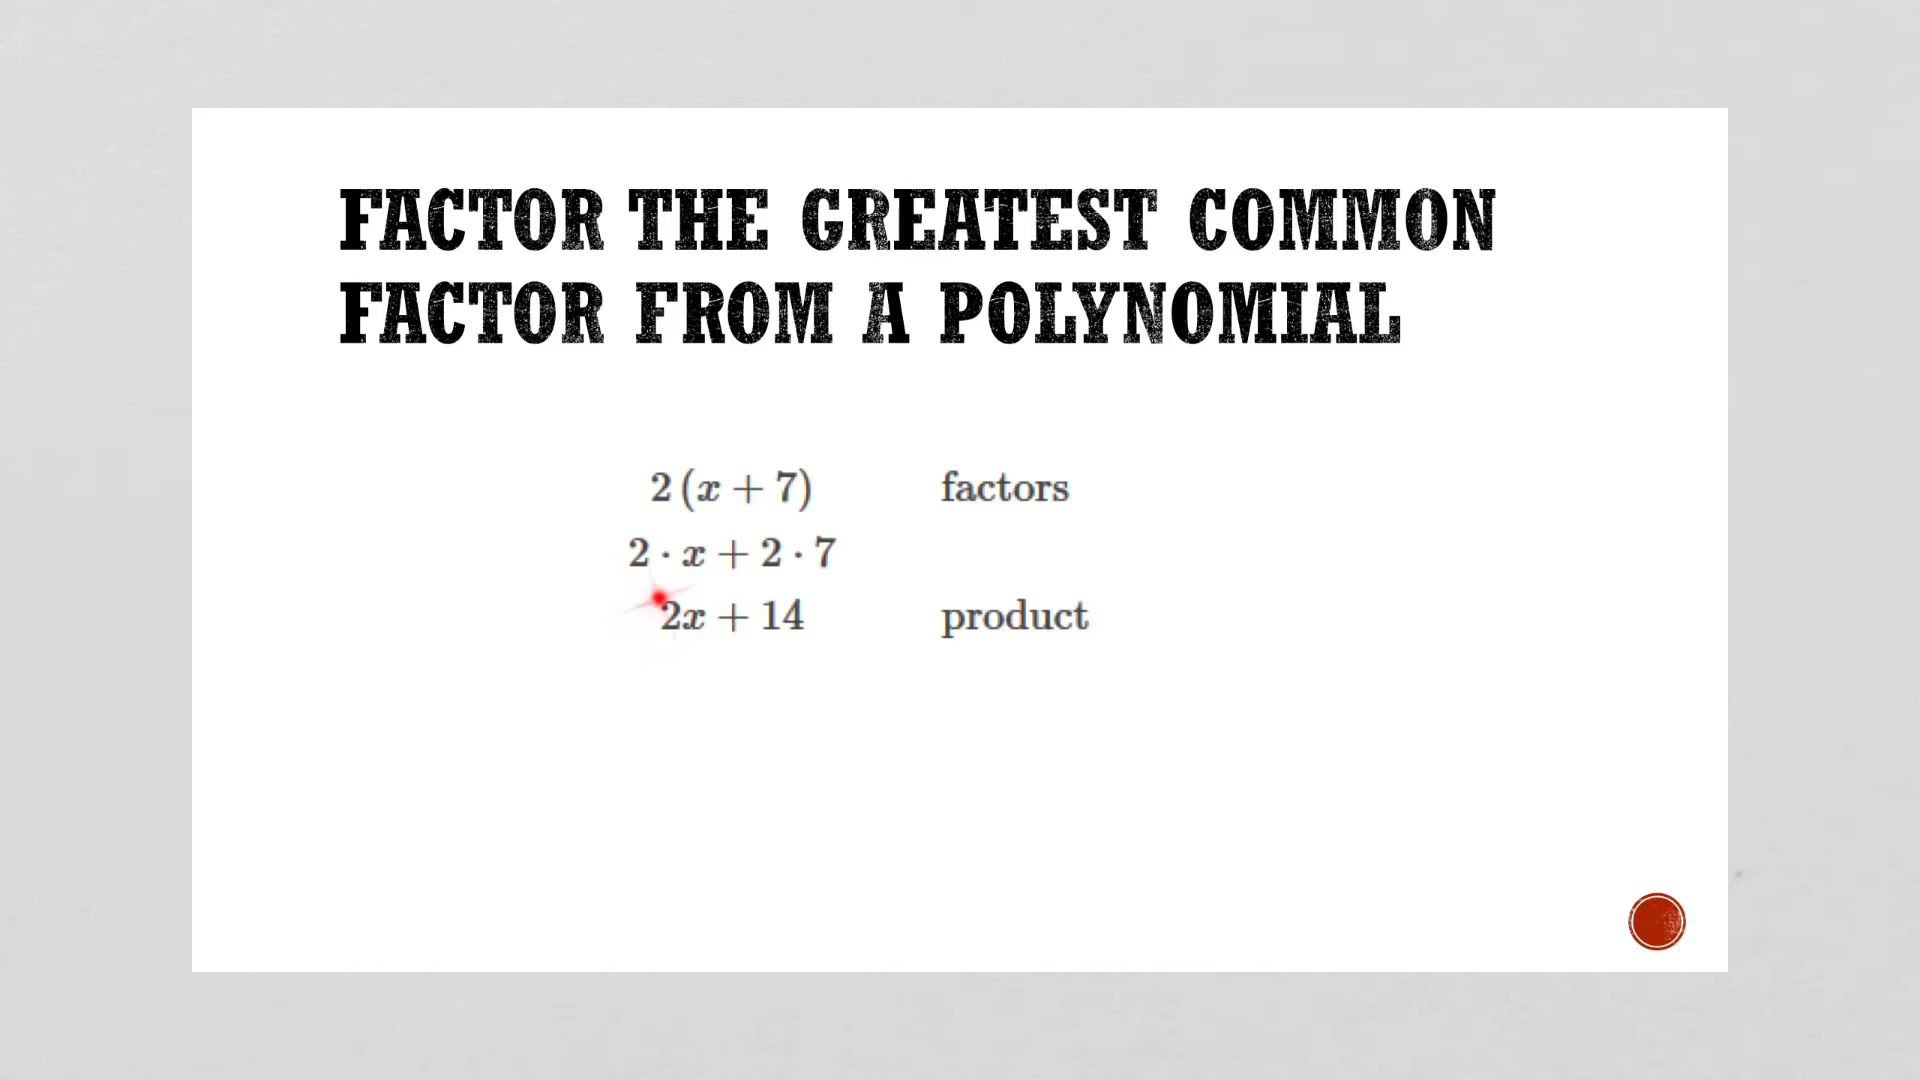 FACTOR THE GREATEST COMMON
FACTOR FROM A POLYNOMIAL
2 (x + 7) factors
2 · x + 2 · 7
2x + 14 product